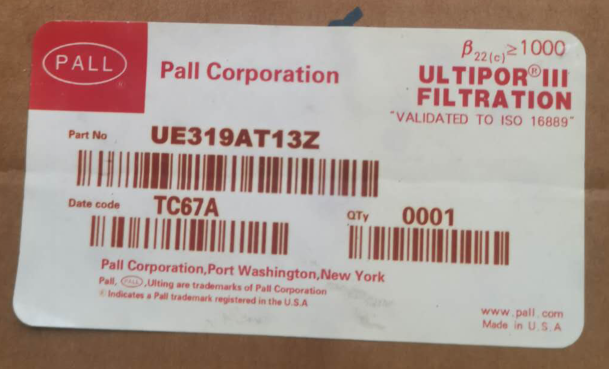 PALL
Pall Corporation
β22(c)≥1000
ULTIPOR® III
FILTRATION
"VALIDATED TO ISO 16889"
Part No UE319AT13Z
Date code TC67A
QTy 0001
Pall Corporation,Port Washington,New York
Pall, PALL ,Ulting are trademarks of Pall Corporation
® Indicates a Pall trademark registered in the U.S.A
www.pall.com
Made in U.S.A